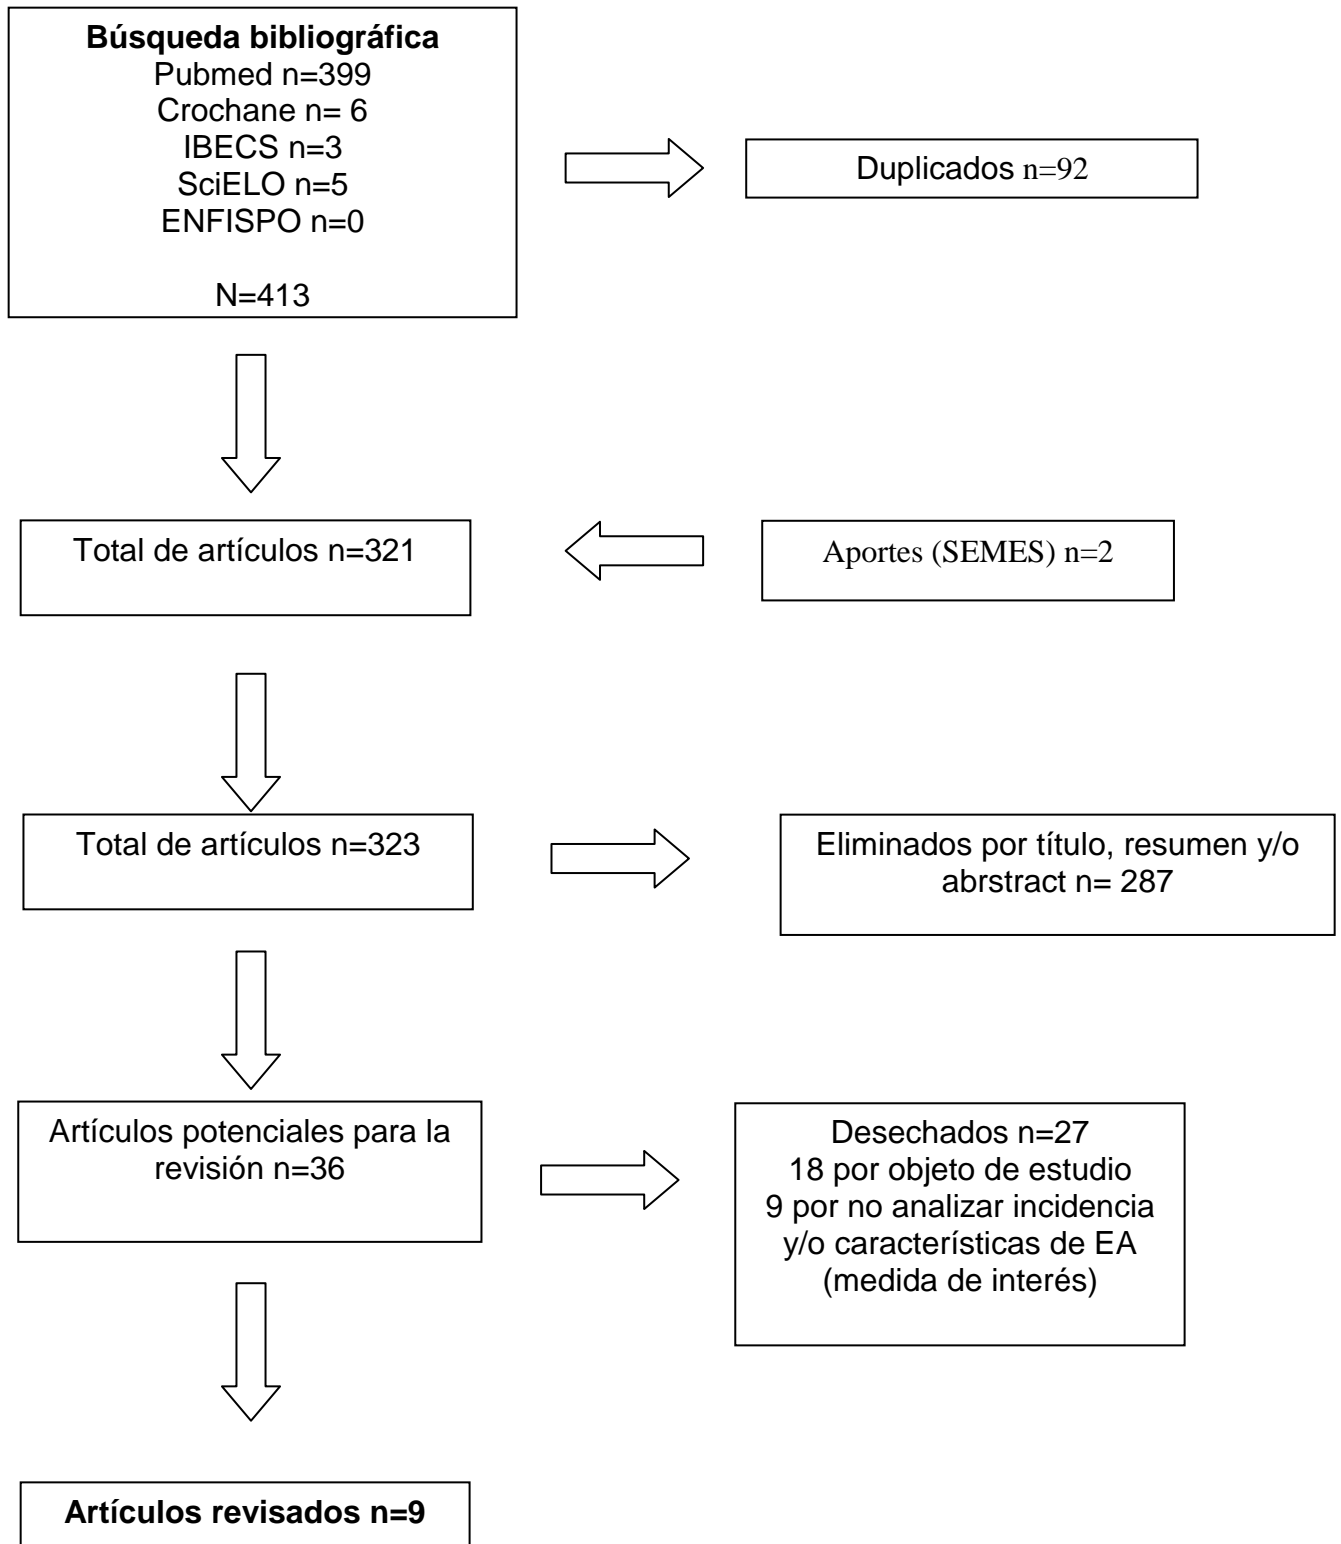 Búsqueda bibliográfica
Pubmed n=399
Crochane n= 6
IBECS n=3
SciELO n=5
ENFISPO n=0
N=413
Duplicados n=92
Total de artículos n=321
Aportes (SEMES) n=2
Total de artículos n=323
Eliminados por título, resumen y/o
abrstract n= 287
Artículos potenciales para la
revisión n=36
Desechados n=27
18 por objeto de estudio
9 por no analizar incidencia
y/o características de EA
(medida de interés)
Artículos revisados n=9